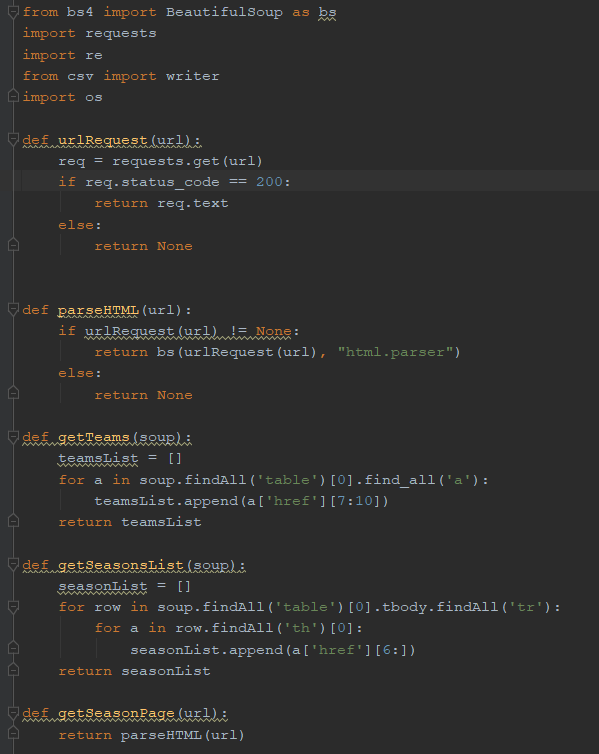 from bs4 import BeautifulSoup as bs
import requests
import re
from csv import writer
import os
def urlRequest(url):
    req = requests.get(url)
    if req.status_code == 200:
        return req.text
    else:
        return None
def parseHTML(url):
    if urlRequest(url) != None:
        return bs(urlRequest(url), "html.parser")
    else:
        return None
def getTeams(soup):
    teamsList = []
    for a in soup.findAll('table')[0].find_all('a'):
        teamsList.append(a['href'][7:10])
    return teamsList
def getSeasonsList(soup):
    seasonList = []
    for row in soup.findAll('table')[0].tbody.findAll('tr'):
        for a in row.findAll('th')[0]:
            seasonList.append(a['href'][6:])
    return seasonList
def getSeasonPage(url):
    return parseHTML(url)